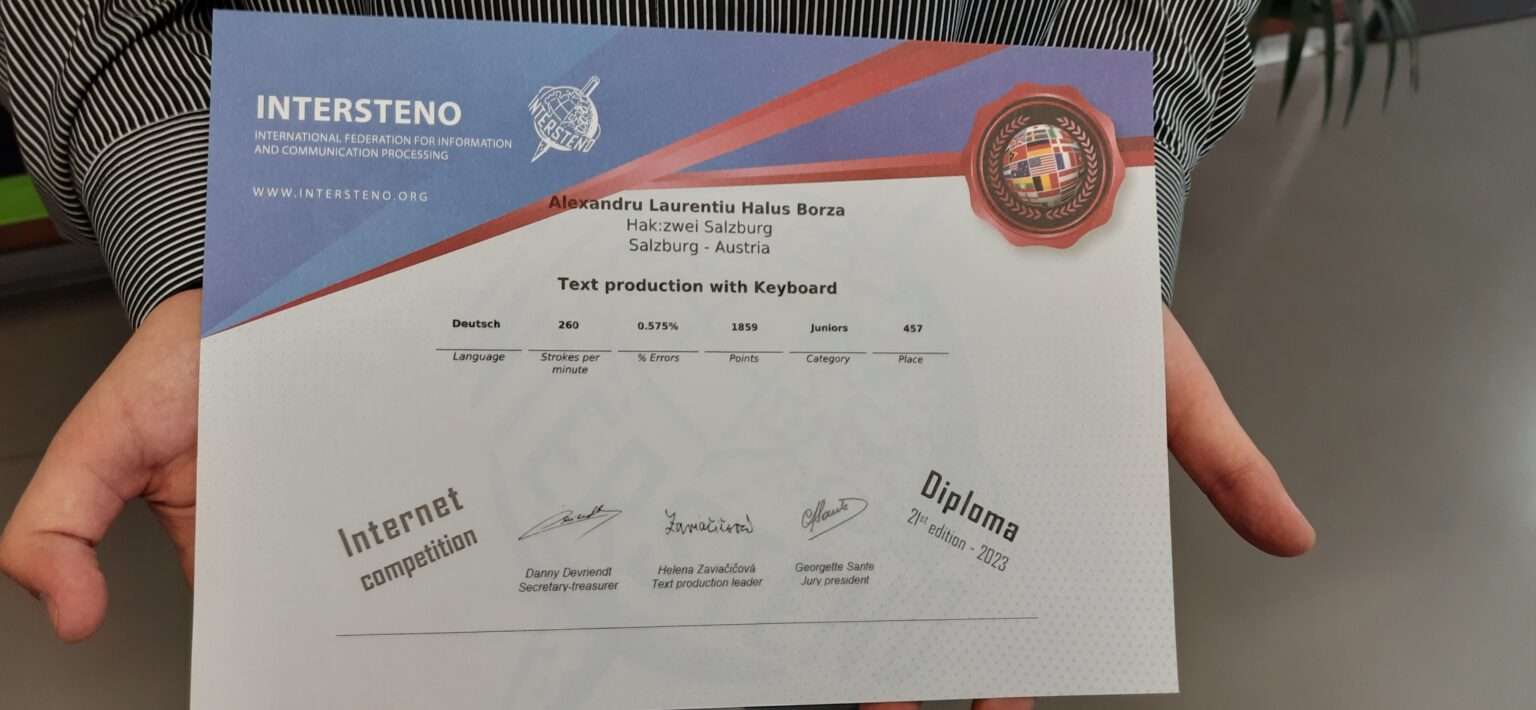 INTERSTENO
INTERNATIONAL FEDERATION FOR INFORMATION
AND COMMUNICATION PROCESSING
WWW.INTERSTENO.ORG
INTERSTENO
Alexandru Laurentiu Halus Borza
Hak:zwei Salzburg
Salzburg - Austria
Text production with Keyboard
Deutsch 260 0.575% 1859 Juniors 457
Language Strokes per minute % Errors Points Category Place
Internet
competition
Zaviačičová
Danny Devriendt
Secretary-treasurer
Helena Zaviačičová
Text production leader
Georgette Sante
Jury president
Diploma
21st edition - 2023